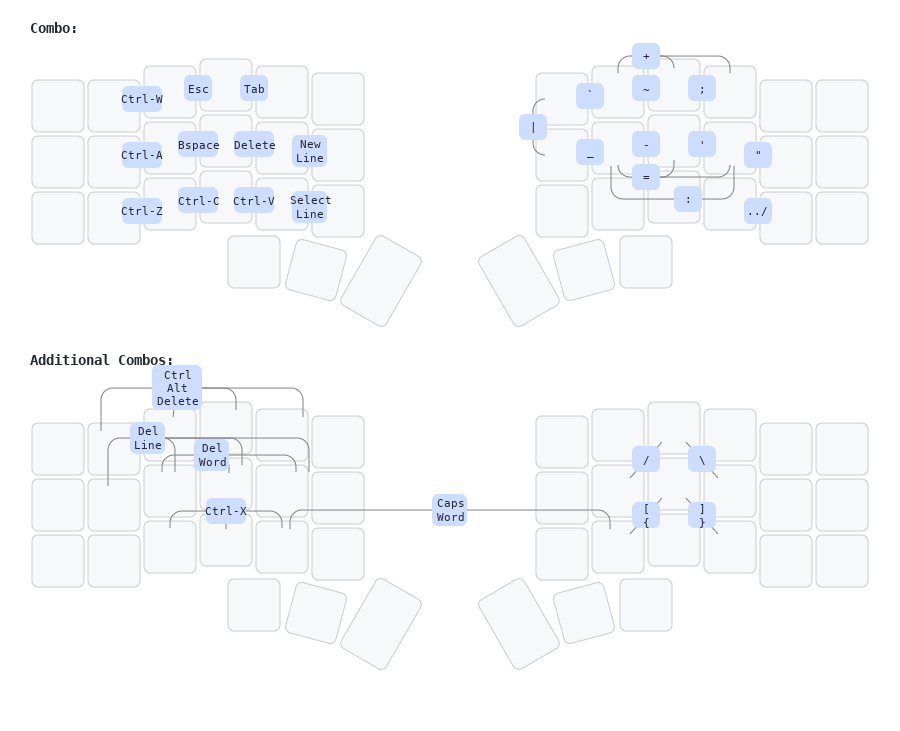 Combo:
+
Esc
Tab
~
;
Ctrl-W
`
|
Bspace
Delete
-
'
New
Line
Ctrl-A
_
"
=
Ctrl-C
Ctrl-V
:
Select
Line
Ctrl-Z
../
Additional Combos:
Ctrl
Alt
Delete
Del
Line
Del
Word
/
\
Caps
Word
Ctrl-X
[
{
]
}